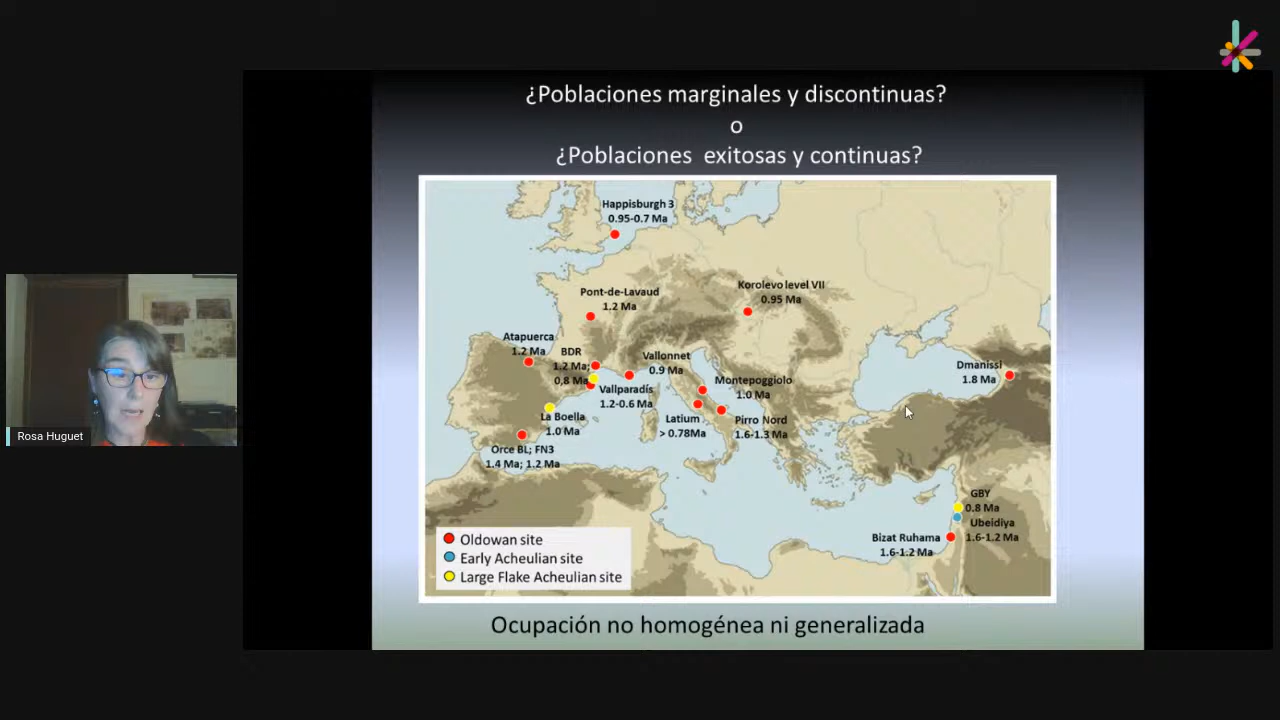 ¿Poblaciones marginales y discontinuas?
o
¿Poblaciones exitosas y continuas?
Happisburgh 3
0.95-0.7 Ma
Pont-de-Lavaud
1.2 Ma
Korolevo level VII
0.95 Ma
Atapuerca
1.2 Ma
BDR
1.2 Ma;
0,8 Ma
Vallonnet
0.9 Ma
Vallparadís
1.2-0.6 Ma
Montepoggiolo
1.0 Ma
Dmanissi
1.8 Ma
La Boella
1.0 Ma
Latium
> 0.78Ma
Pirro Nord
1.6-1.3 Ma
Orce BL; FN3
1.4 Ma; 1.2 Ma
GBY
0.8 Ma
Ubeidiya
1.6-1.2 Ma
Bizat Ruhama
1.6-1.2 Ma
Oldowan site
Early Acheulian site
Large Flake Acheulian site
Ocupación no homogénea ni generalizada
Rosa Huguet